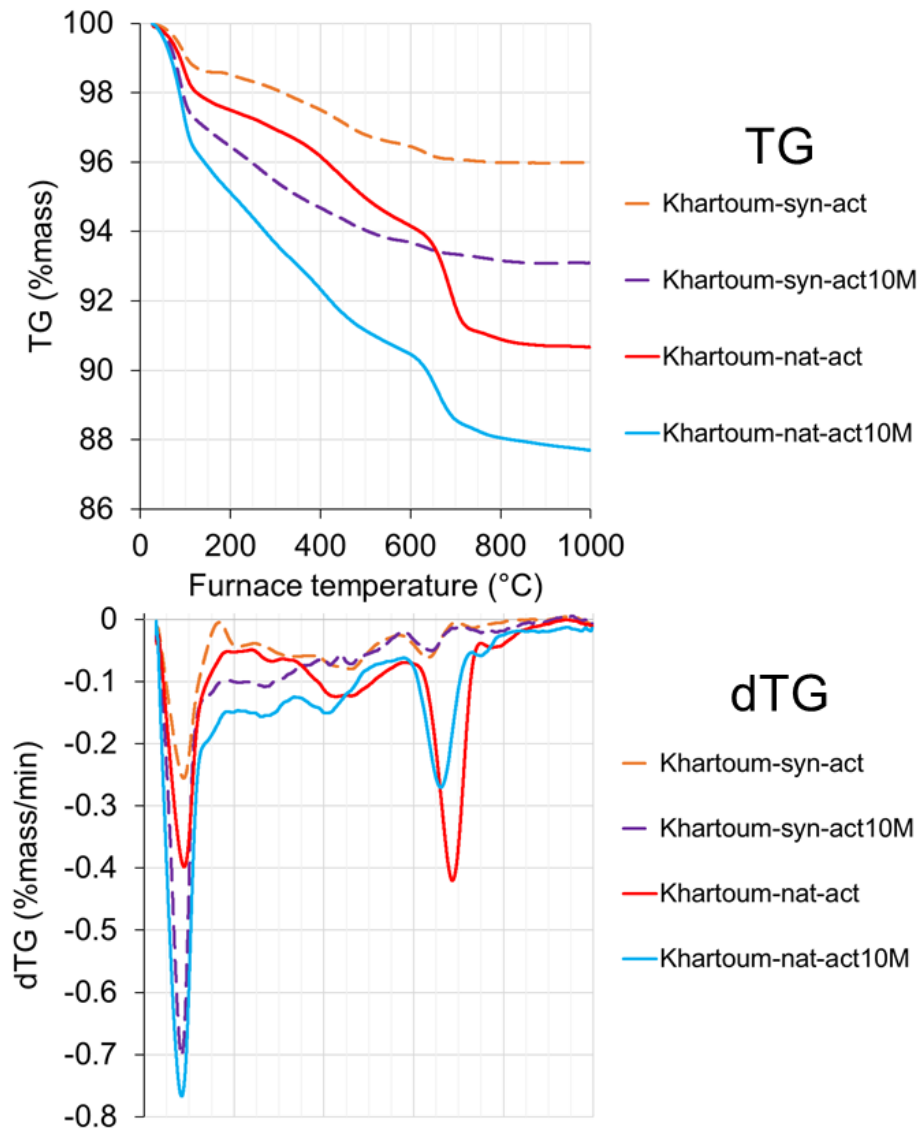 TG (%mass)
100
98
96
94
92
90
88
86
0
200
400
600
800
1000
Furnace temperature (°C)
TG
Khartoum-syn-act
Khartoum-syn-act10M
Khartoum-nat-act
Khartoum-nat-act10M
dTG (%mass/min)
0
-0.1
-0.2
-0.3
-0.4
-0.5
-0.6
-0.7
-0.8
dTG
Khartoum-syn-act
Khartoum-syn-act10M
Khartoum-nat-act
Khartoum-nat-act10M